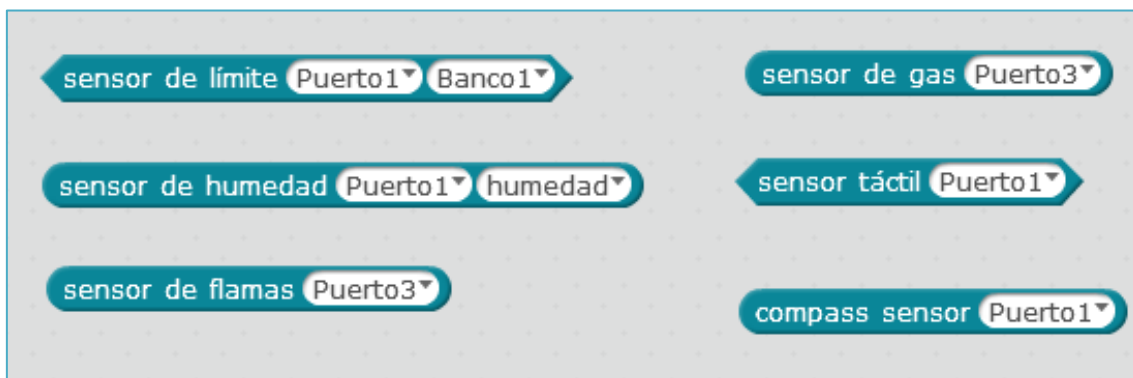 sensor de límite Puerto1 Banco1
sensor de gas Puerto3
sensor de humedad Puerto1 humedad
sensor táctil Puerto1
sensor de flamas Puerto3
compass sensor Puerto1